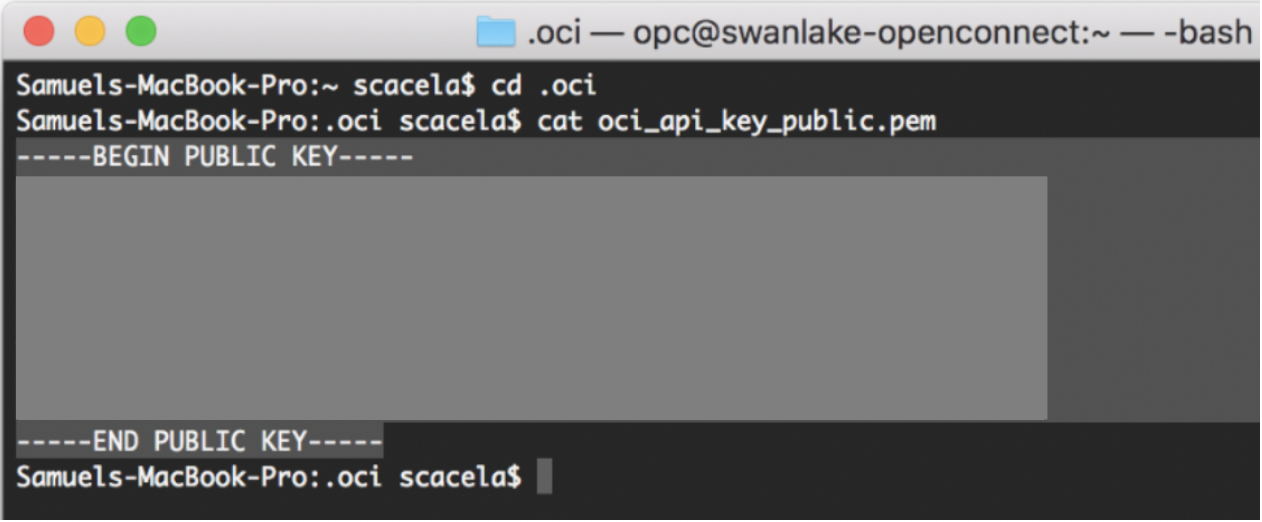 .oci — opc@swanlake-openconnect:~ — -bash
Samuels-MacBook-Pro:~ scacela$ cd .oci
Samuels-MacBook-Pro:.oci scacela$ cat oci_api_key_public.pem
-----BEGIN PUBLIC KEY-----
-----END PUBLIC KEY-----
Samuels-MacBook-Pro:.oci scacela$